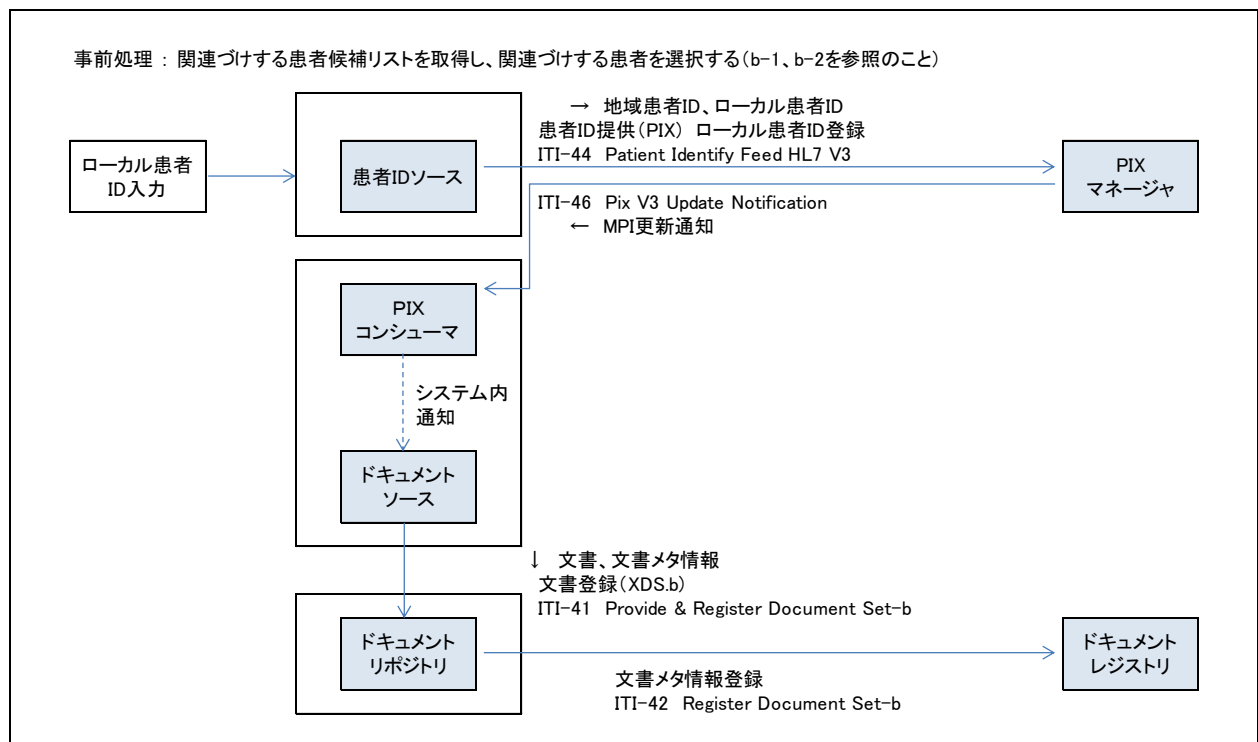 事前処理 : 関連づけする患者候補リストを取得し、関連づけする患者を選択する(b-1、b-2を参照のこと)
→ 地域患者ID、ローカル患者ID
患者ID提供(PIX) ローカル患者ID登録
ITI-44 Patient Identify Feed HL7 V3
ローカル患者
ID入力
患者IDソース
PIX
マネージャ
ITI-46 Pix V3 Update Notification
← MPI更新通知
PIX
コンシューマ
システム内
通知
ドキュメント
ソース
↓ 文書、文書メタ情報
文書登録(XDS.b)
ITI-41 Provide & Register Document Set-b
ドキュメント
リポジトリ
ドキュメント
レジストリ
文書メタ情報登録
ITI-42 Register Document Set-b